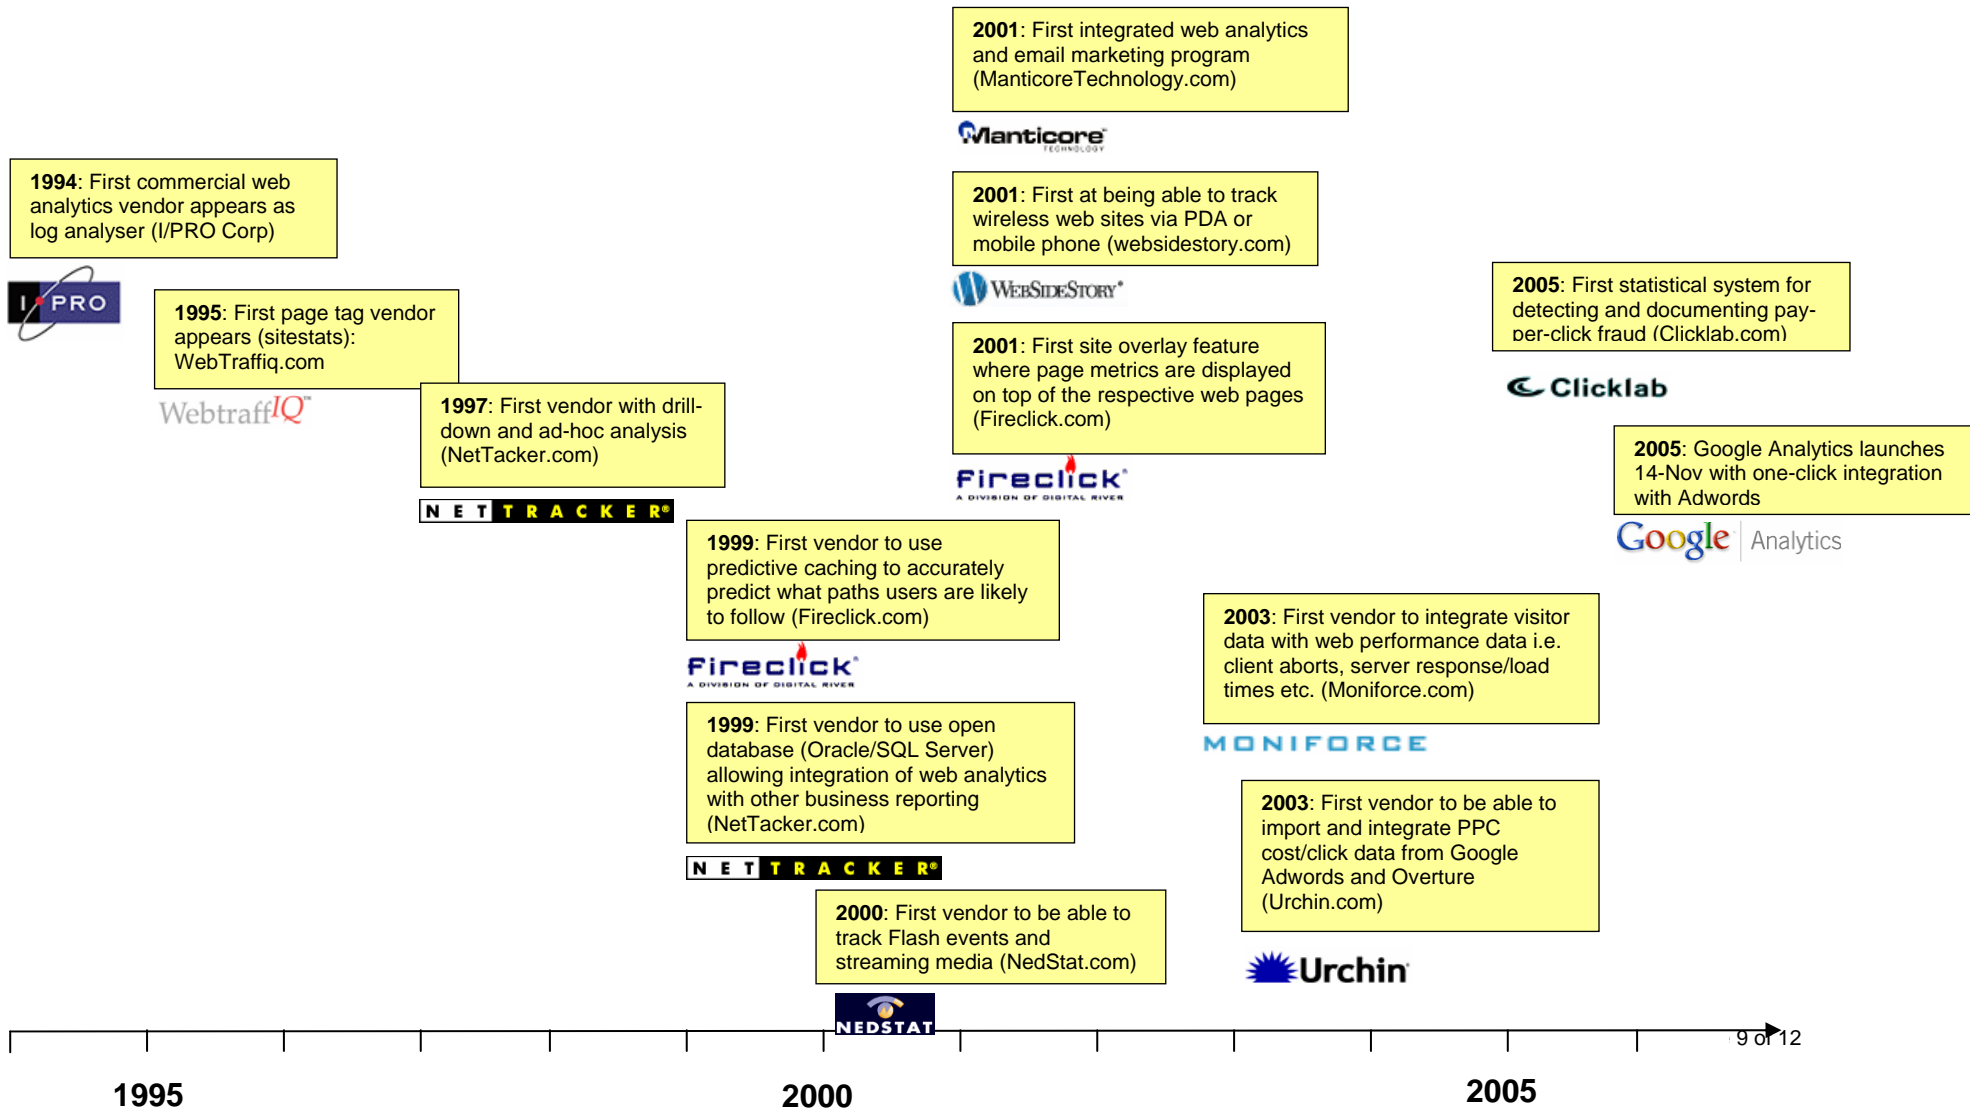 1994: First commercial web
analytics vendor appears as
log analyser (I/PRO Corp)
I PRO
1995: First page tag vendor
appears (sitestats):
WebTraffiq.com
WebtraffIQ™
1997: First vendor with drill-
down and ad-hoc analysis
(NetTacker.com)
NETTRACKER®
1999: First vendor to use
predictive caching to accurately
predict what paths users are likely
to follow (Fireclick.com)
Fireclick
A DIVISION OF DIGITAL RIVER
1999: First vendor to use open
database (Oracle/SQL Server)
allowing integration of web analytics
with other business reporting
(NetTacker.com)
NETTRACKER®
2000: First vendor to be able to
track Flash events and
streaming media (NedStat.com)
NEDSTAT
2001: First integrated web analytics
and email marketing program
(ManticoreTechnology.com)
Manticore™
TECHNOLOGY
2001: First at being able to track
wireless web sites via PDA or
mobile phone (websidestory.com)
WEBSIDESTORY
2001: First site overlay feature
where page metrics are displayed
on top of the respective web pages
(Fireclick.com)
Fireclick
A DIVISION OF DIGITAL RIVER
2003: First vendor to integrate visitor
data with web performance data i.e.
client aborts, server response/load
times etc. (Moniforce.com)
MONIFORCE
2003: First vendor to be able to
import and integrate PPC
cost/click data from Google
Adwords and Overture
(Urchin.com)
Urchin
2005: First statistical system for
detecting and documenting pay-
per-click fraud (Clicklab.com)
Clicklab
2005: Google Analytics launches
14-Nov with one-click integration
with Adwords
Google Analytics
9 of 12
1995
2000
2005